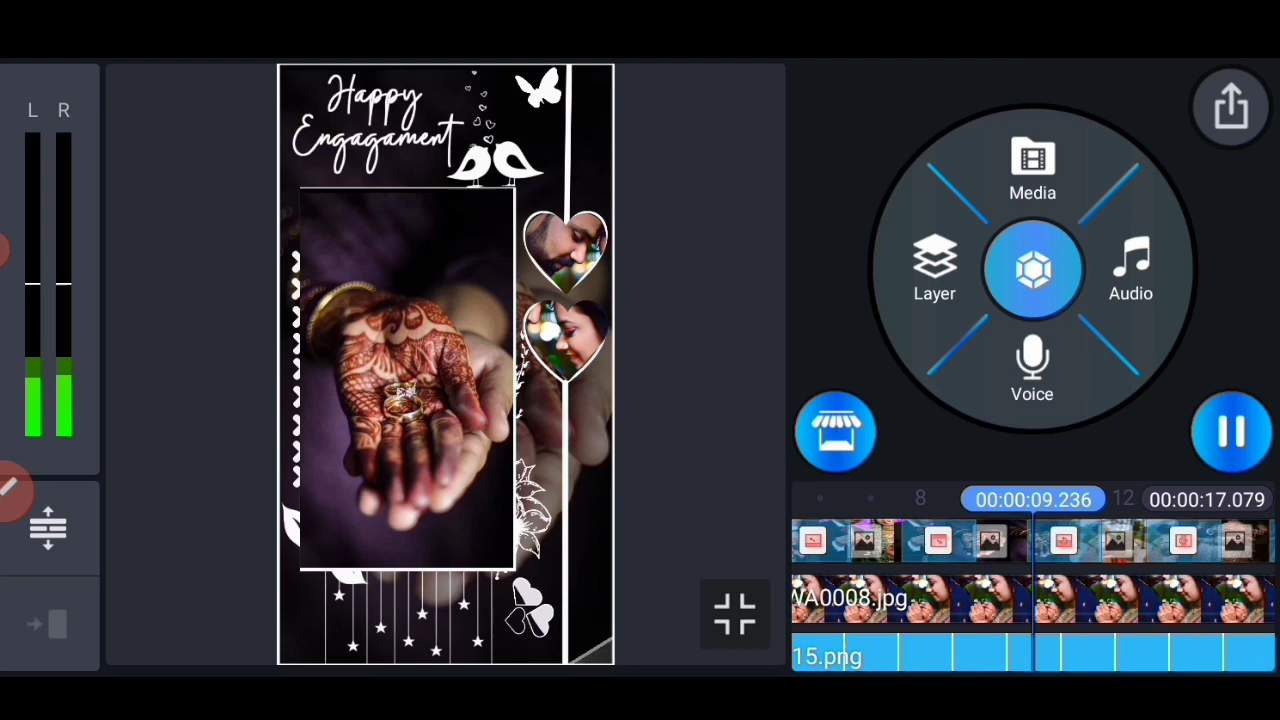 L R
Happy
Engagament
Media
Layer
Audio
Voice
8
00:00:09.236
12
00:00:17.079
WA0008.jpg
15.png